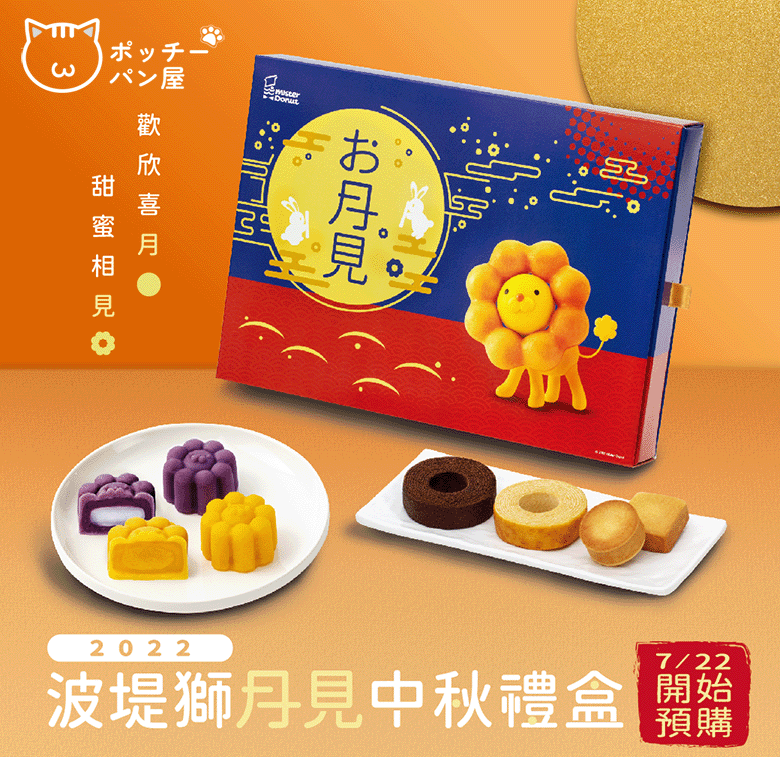 ポッチー
パン屋
歡欣喜月
甜蜜相見
mister
Donut
お月見
2022
波堤獅月見中秋禮盒
7/22
開始
預購